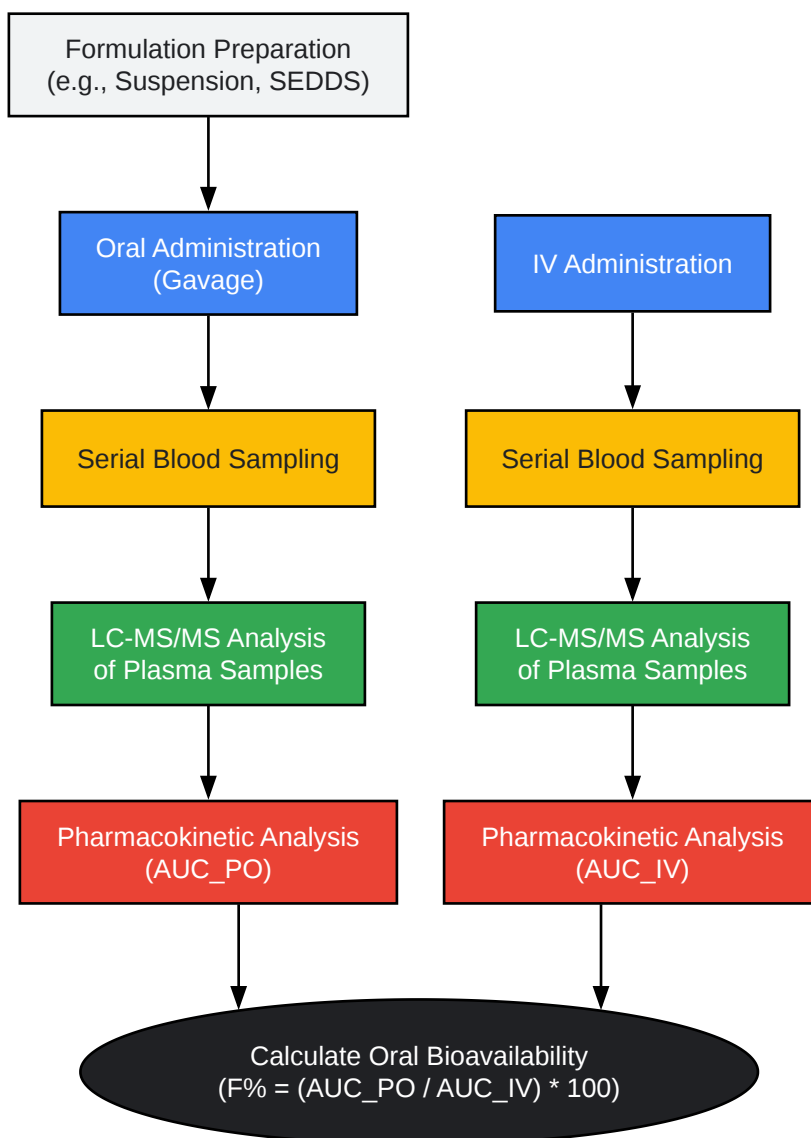 Formulation Preparation
(e.g., Suspension, SEDDS)
Oral Administration
(Gavage)
IV Administration
Serial Blood Sampling
Serial Blood Sampling
LC-MS/MS Analysis
of Plasma Samples
LC-MS/MS Analysis
of Plasma Samples
Pharmacokinetic Analysis
(AUC_PO)
Pharmacokinetic Analysis
(AUC_IV)
Calculate Oral Bioavailability
(F% = (AUC_PO / AUC_IV) * 100)